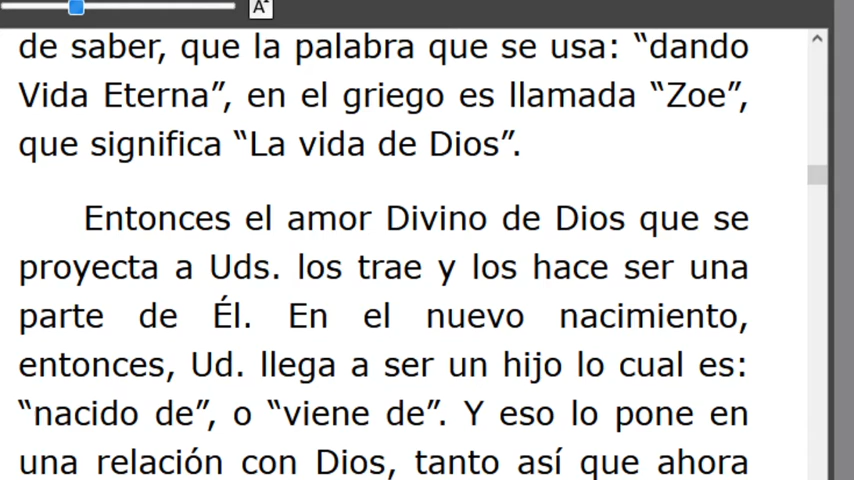 A
de saber, que la palabra que se usa: “dando
Vida Eterna”, en el griego es llamada “Zoe”,
que significa “La vida de Dios”.
Entonces el amor Divino de Dios que se
proyecta a Uds. los trae y los hace ser una
parte de Él. En el nuevo nacimiento,
entonces, Ud. llega a ser un hijo lo cual es:
“nacido de”, o “viene de”. Y eso lo pone en
una relación con Dios, tanto así que ahora